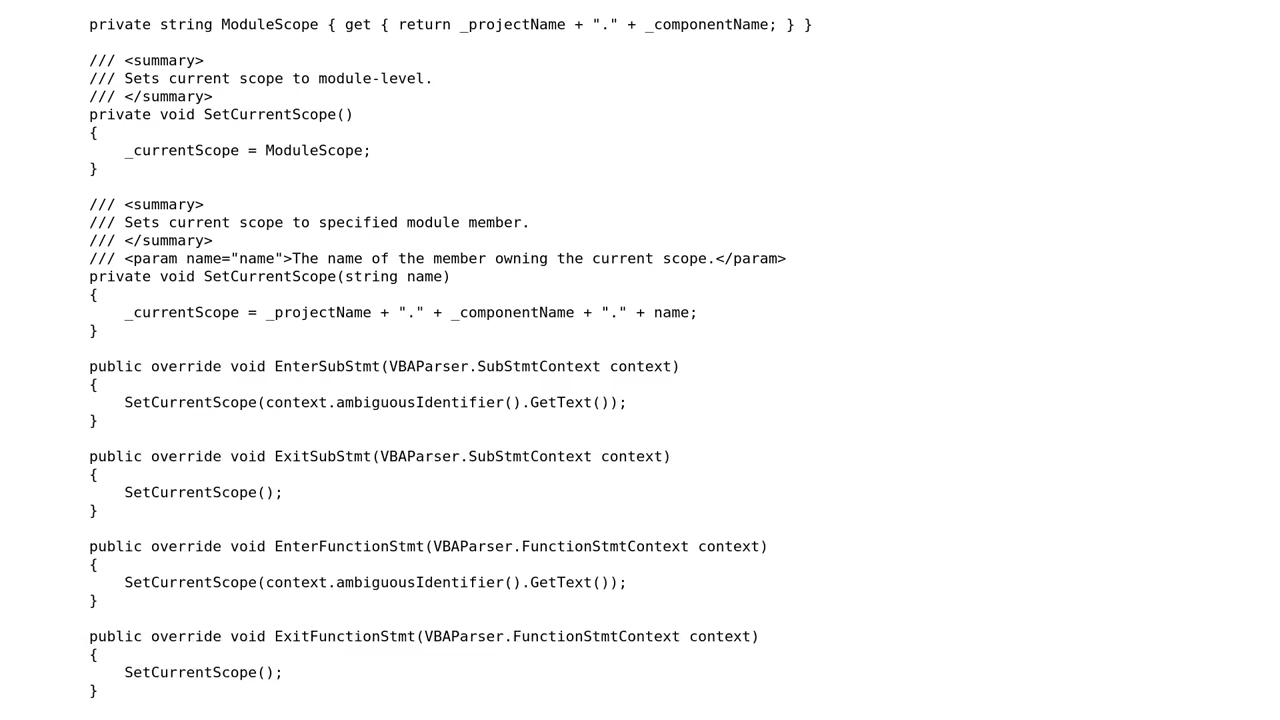 private string ModuleScope { get { return _projectName + "." + _componentName; } }

/// <summary>
/// Sets current scope to module-level.
/// </summary>
private void SetCurrentScope()
{
    _currentScope = ModuleScope;
}

/// <summary>
/// Sets current scope to specified module member.
/// </summary>
/// <param name="name">The name of the member owning the current scope.</param>
private void SetCurrentScope(string name)
{
    _currentScope = _projectName + "." + _componentName + "." + name;
}

public override void EnterSubStmt(VBAParser.SubStmtContext context)
{
    SetCurrentScope(context.ambiguousIdentifier().GetText());
}

public override void ExitSubStmt(VBAParser.SubStmtContext context)
{
    SetCurrentScope();
}

public override void EnterFunctionStmt(VBAParser.FunctionStmtContext context)
{
    SetCurrentScope(context.ambiguousIdentifier().GetText());
}

public override void ExitFunctionStmt(VBAParser.FunctionStmtContext context)
{
    SetCurrentScope();
}